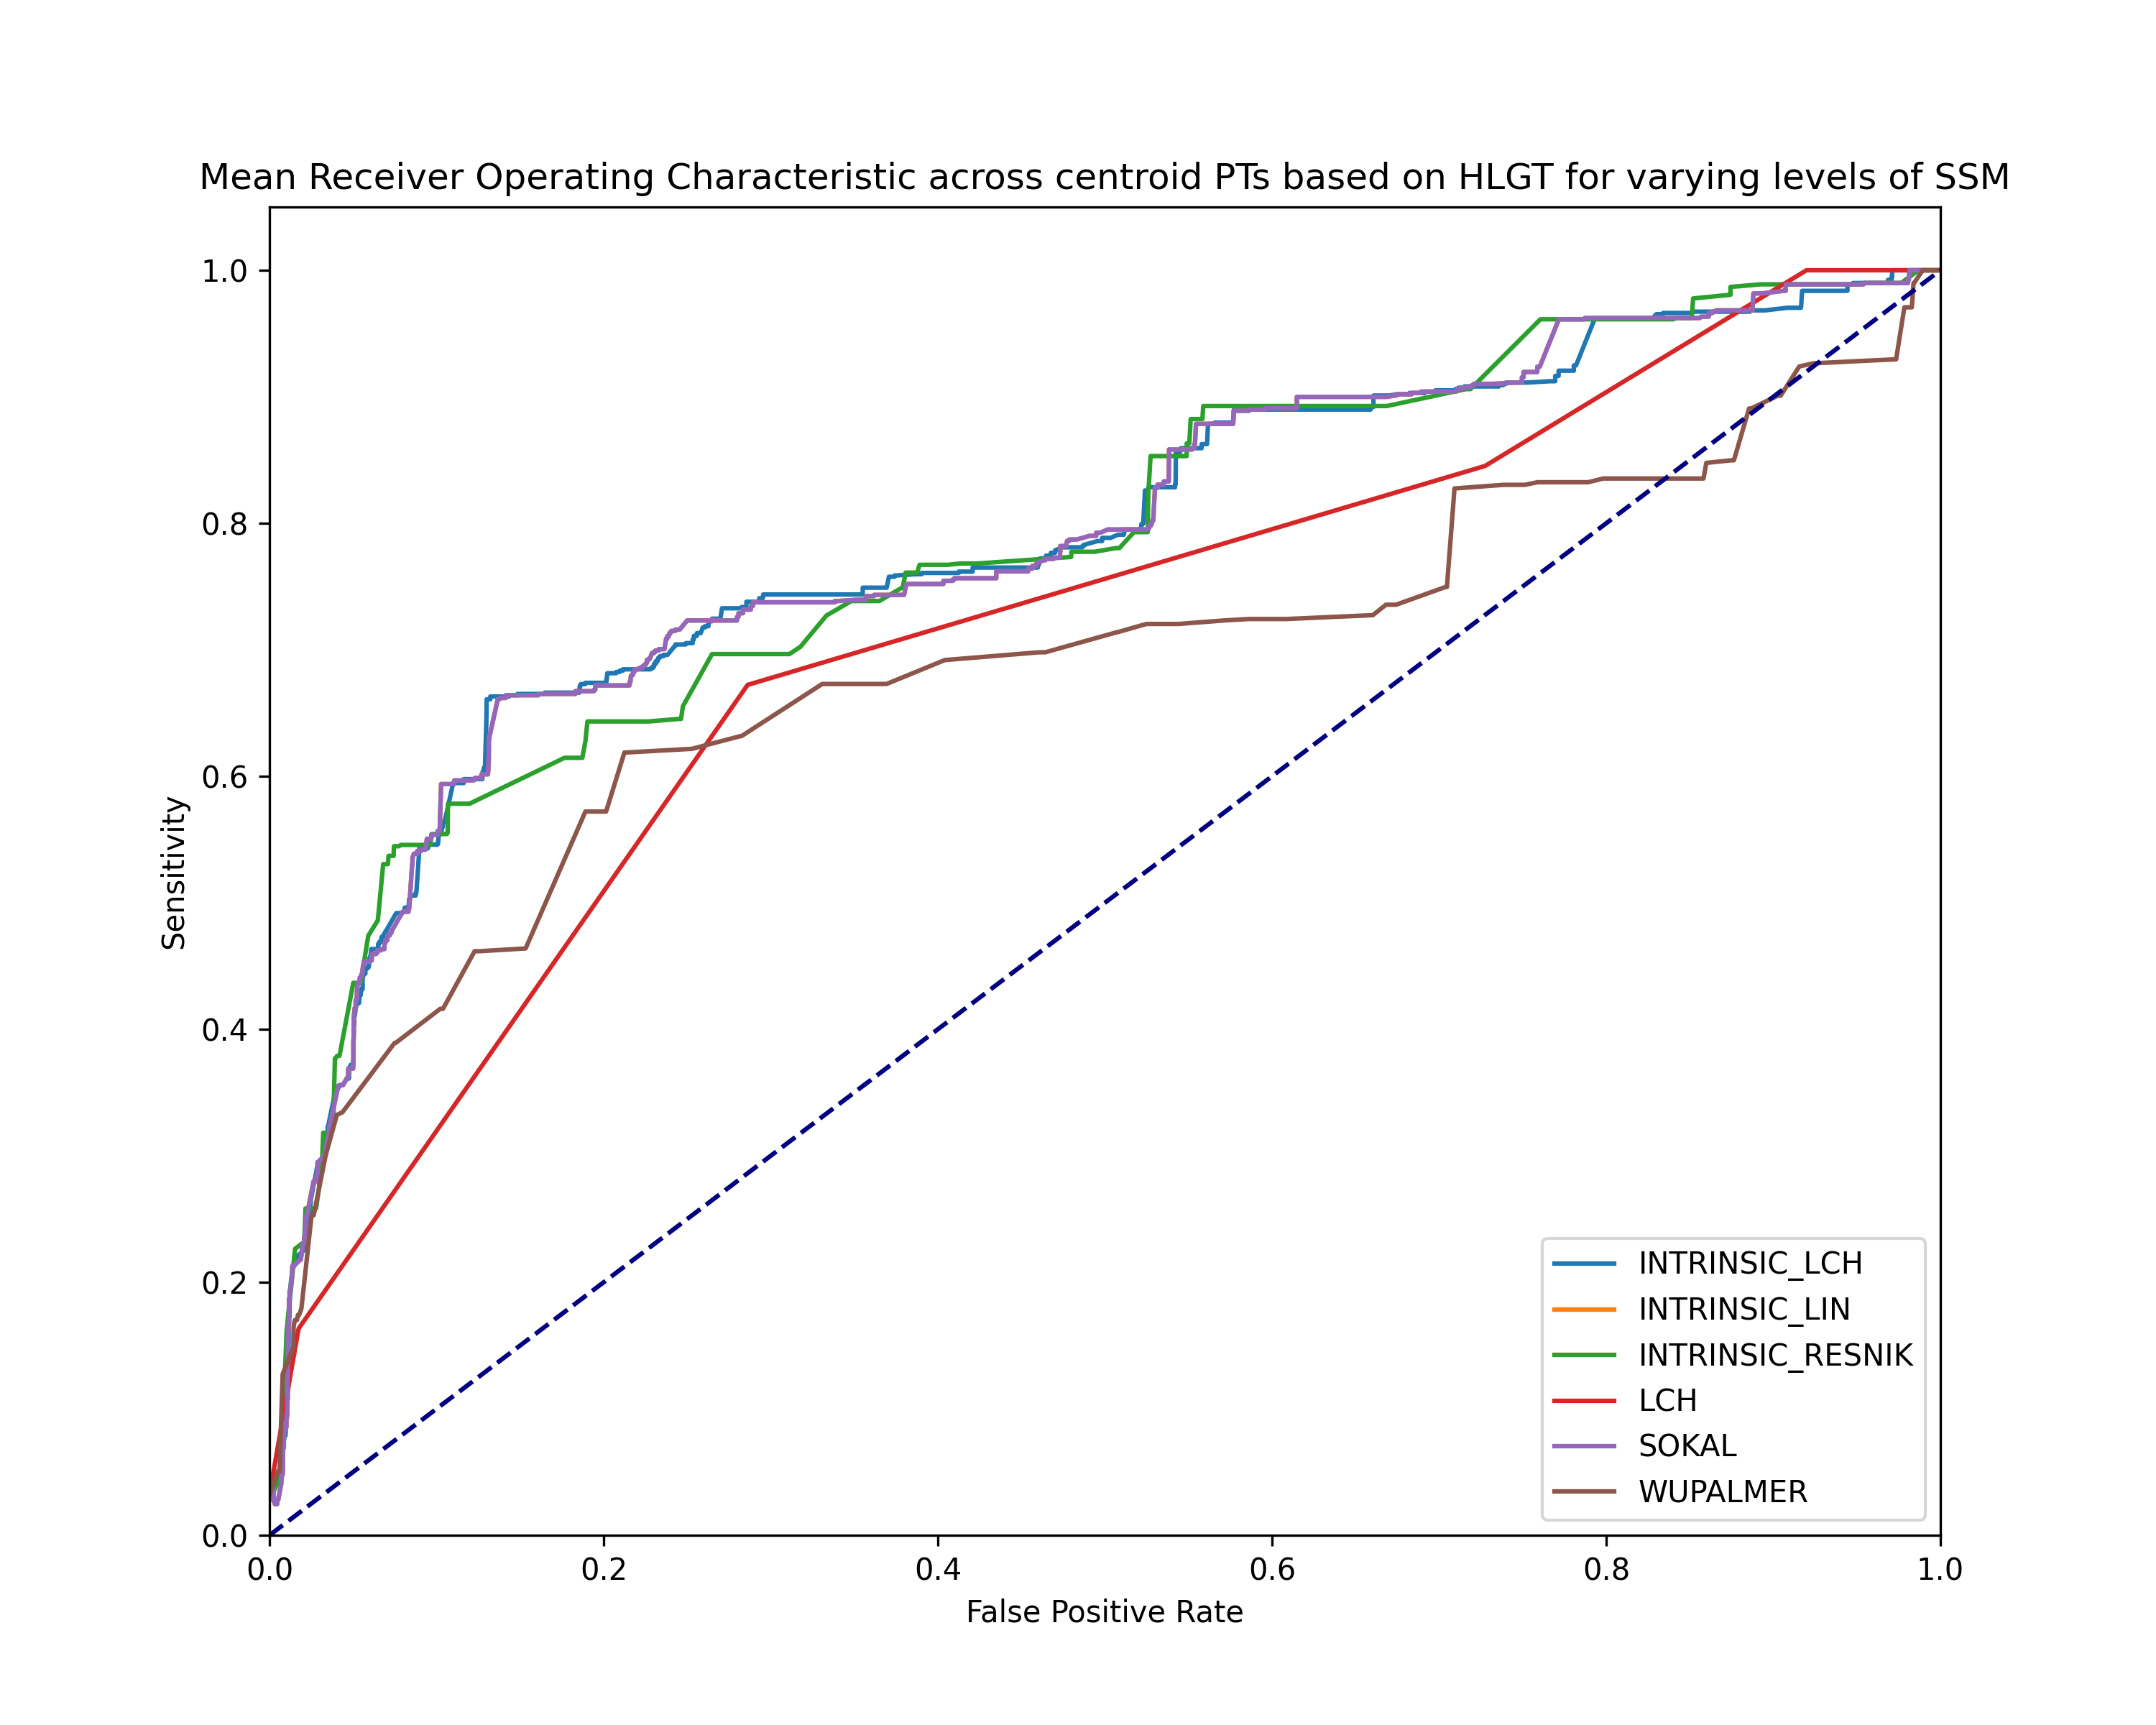 Mean Receiver Operating Characteristic across centroid PTs based on HLGT for varying levels of SSM
1.0
0.8
0.6
0.4
0.2
0.0
Sensitivity
0.0 0.2 0.4 0.6 0.8 1.0
False Positive Rate
INTRINSIC_LCH
INTRINSIC_LIN
INTRINSIC_RESNIK
LCH
SOKAL
WUPALMER